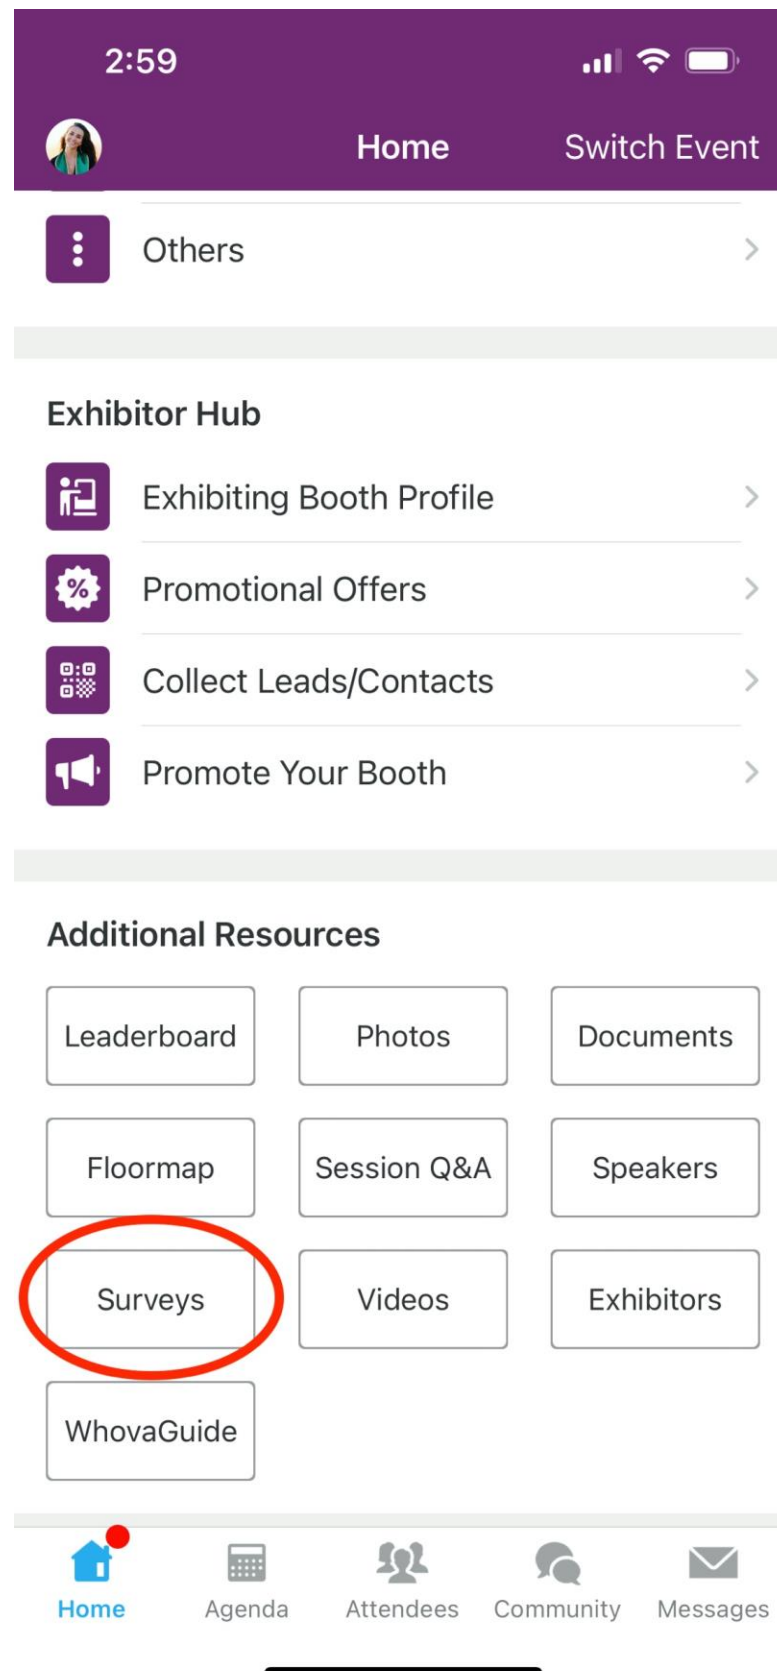 2:59
Home
Switch Event
Others
Exhibitor Hub
Exhibiting Booth Profile
%
Promotional Offers
Collect Leads/Contacts
Promote Your Booth
Additional Resources
Leaderboard
Photos
Documents
Floormap
Session Q&A
Speakers
Surveys
Videos
Exhibitors
WhovaGuide
Home
Agenda
Attendees
Community
Messages